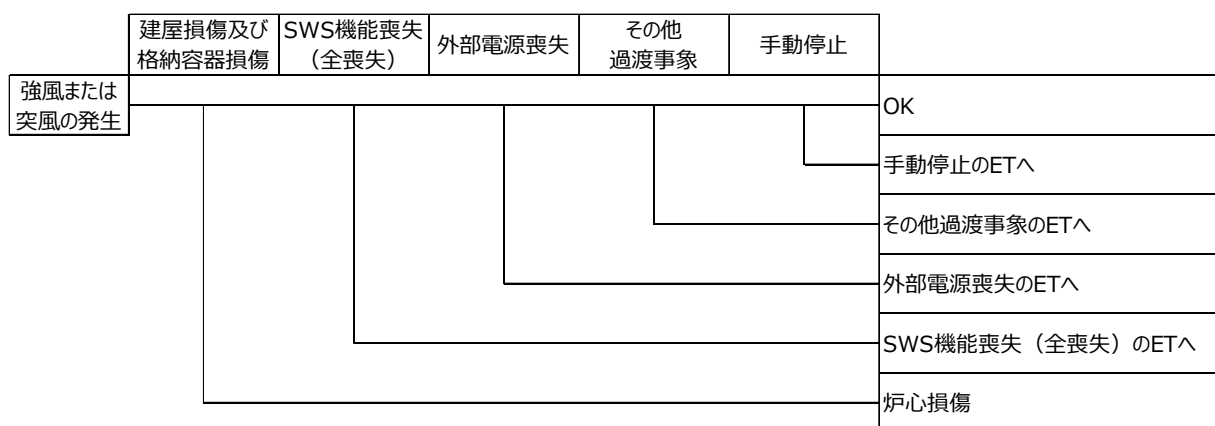 建屋損傷及び
格納容器損傷
SWS機能喪失
（全喪失）
外部電源喪失
その他
過渡事象
手動停止
強風または
突風の発生
OK
手動停止のETへ
その他過渡事象のETへ
外部電源喪失のETへ
SWS機能喪失（全喪失）のETへ
炉心損傷